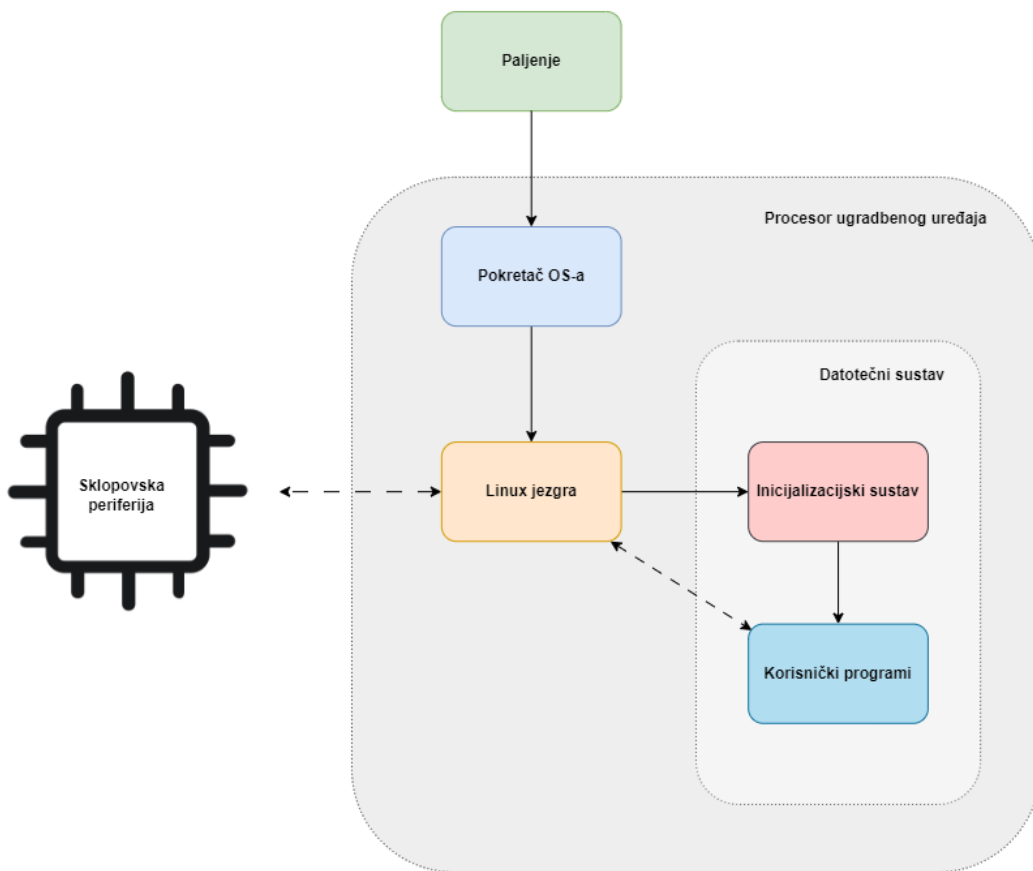 Paljenje
Procesor ugradbenog uređaja
Pokretač OS-a
Datotečni sustav
Sklopovska
periferija
Linux jezgra
Inicijalizacijski sustav
Korisnički programi